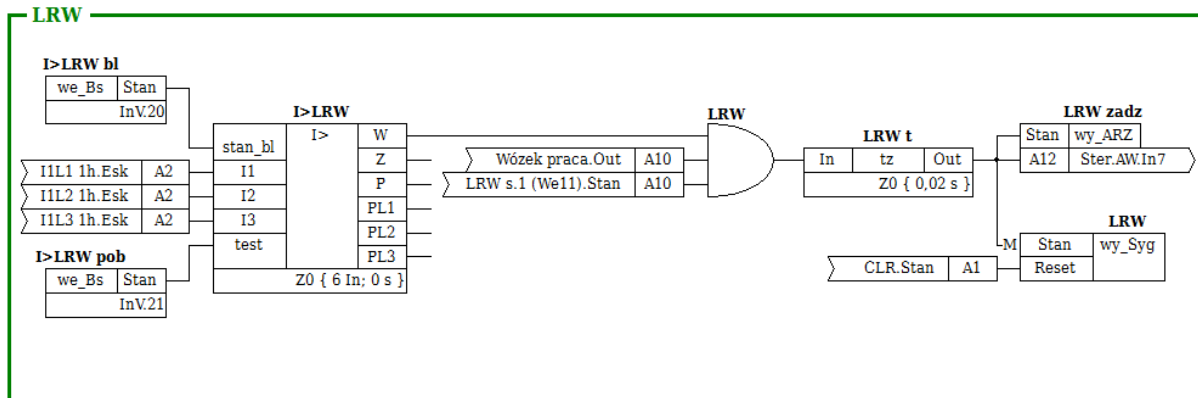 LRW
I>LRW bl
we_Bs Stan
InV.20
I>LRW
stan_bl I> W
Z
I1L1 1h.Esk A2 I1 P
I1L2 1h.Esk A2 I2 PL1
I1L3 1h.Esk A2 I3 PL2
test PL3
Z0 { 6 In; 0 s }
I>LRW pob
we_Bs Stan
InV.21
Wózek praca.Out A10
LRW s.1 (We11).Stan A10
LRW
LRW t
In tz Out
Z0 { 0,02 s }
LRW zadz
Stan wy_ARZ
A12 Ster.AW.In7
LRW
M Stan wy_Syg
CLR.Stan A1 Reset